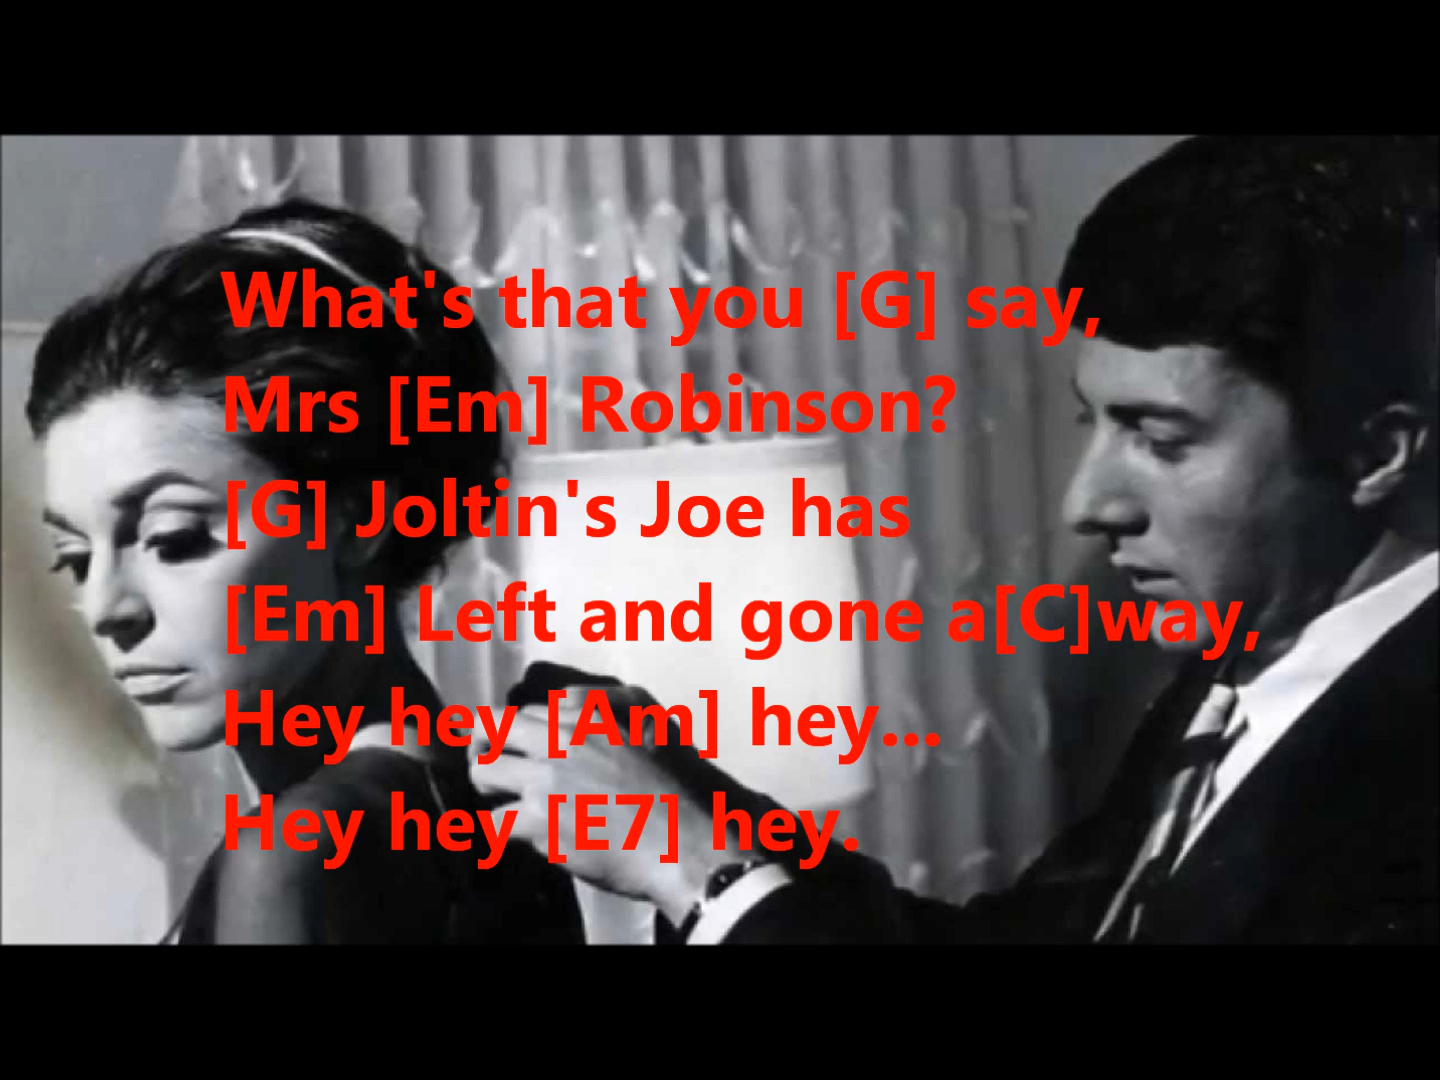 What's that you [G] say,
Mrs [Em] Robinson?
[G] Joltin's Joe has
[Em] Left and gone a[C]way,
Hey hey [Am] hey...
Hey hey [E7] hey.